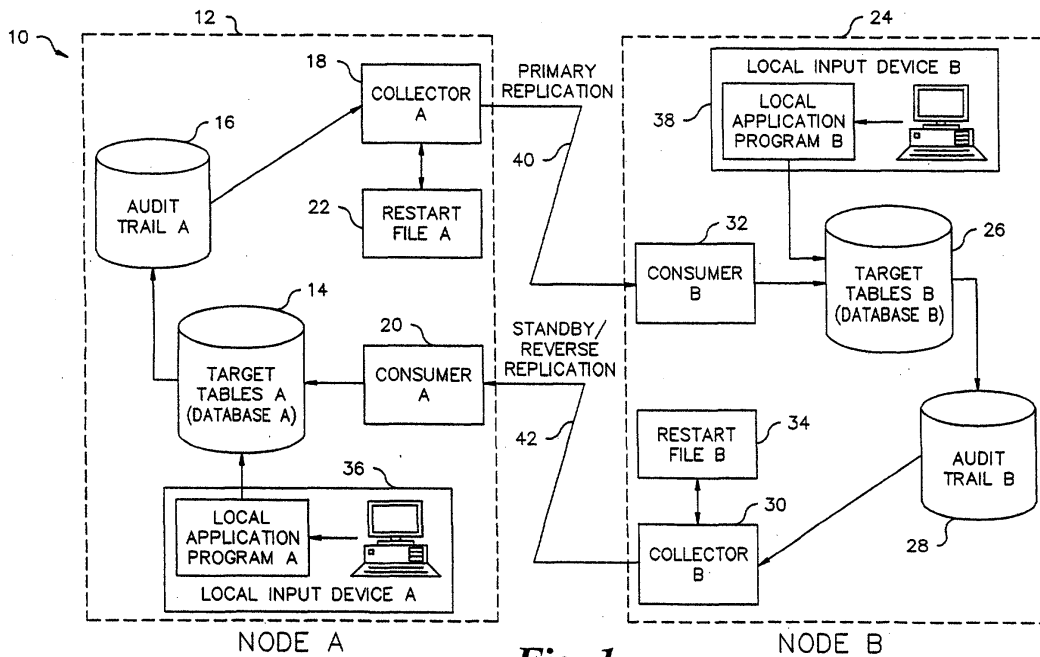 10
12
24
18
COLLECTOR
A
PRIMARY
REPLICATION
LOCAL INPUT DEVICE B
38
LOCAL
APPLICATION
PROGRAM B
16
AUDIT
TRAIL A
40
22
RESTART
FILE A
32
CONSUMER
B
26
TARGET
TABLES B
(DATABASE B)
14
TARGET
TABLES A
(DATABASE A)
20
CONSUMER
A
STANDBY/
REVERSE
REPLICATION
42
RESTART
FILE B
34
AUDIT
TRAIL B
28
36
LOCAL
APPLICATION
PROGRAM A
LOCAL INPUT DEVICE A
30
COLLECTOR
B
NODE A
NODE B
Fig. 1